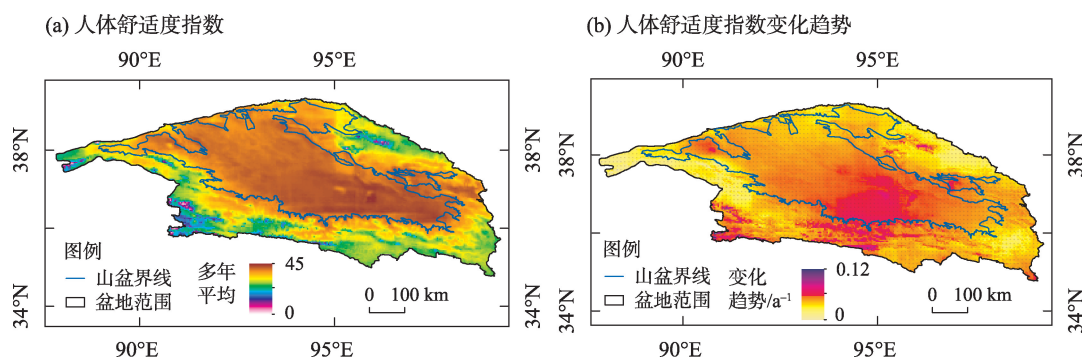 (a) 人体舒适度指数
90°E 95°E
38°N
34°N
图例
山盆界线
盆地范围
多年
平均
45
0
0 100 km
90°E 95°E
(b) 人体舒适度指数变化趋势
90°E 95°E
38°N
34°N
38°N
34°N
图例
山盆界线
盆地范围
变化
趋势/a⁻¹
0.12
0
0 100 km
90°E 95°E